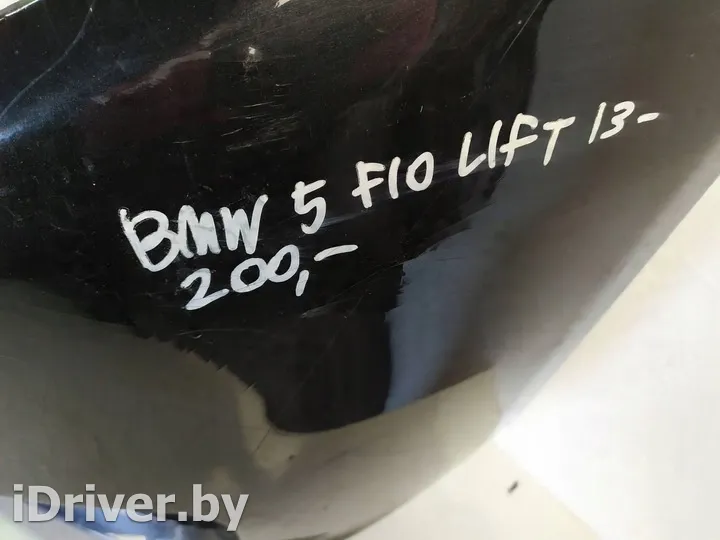 BMW 5 F10 LIFT 13-
200,-
iDriver.by